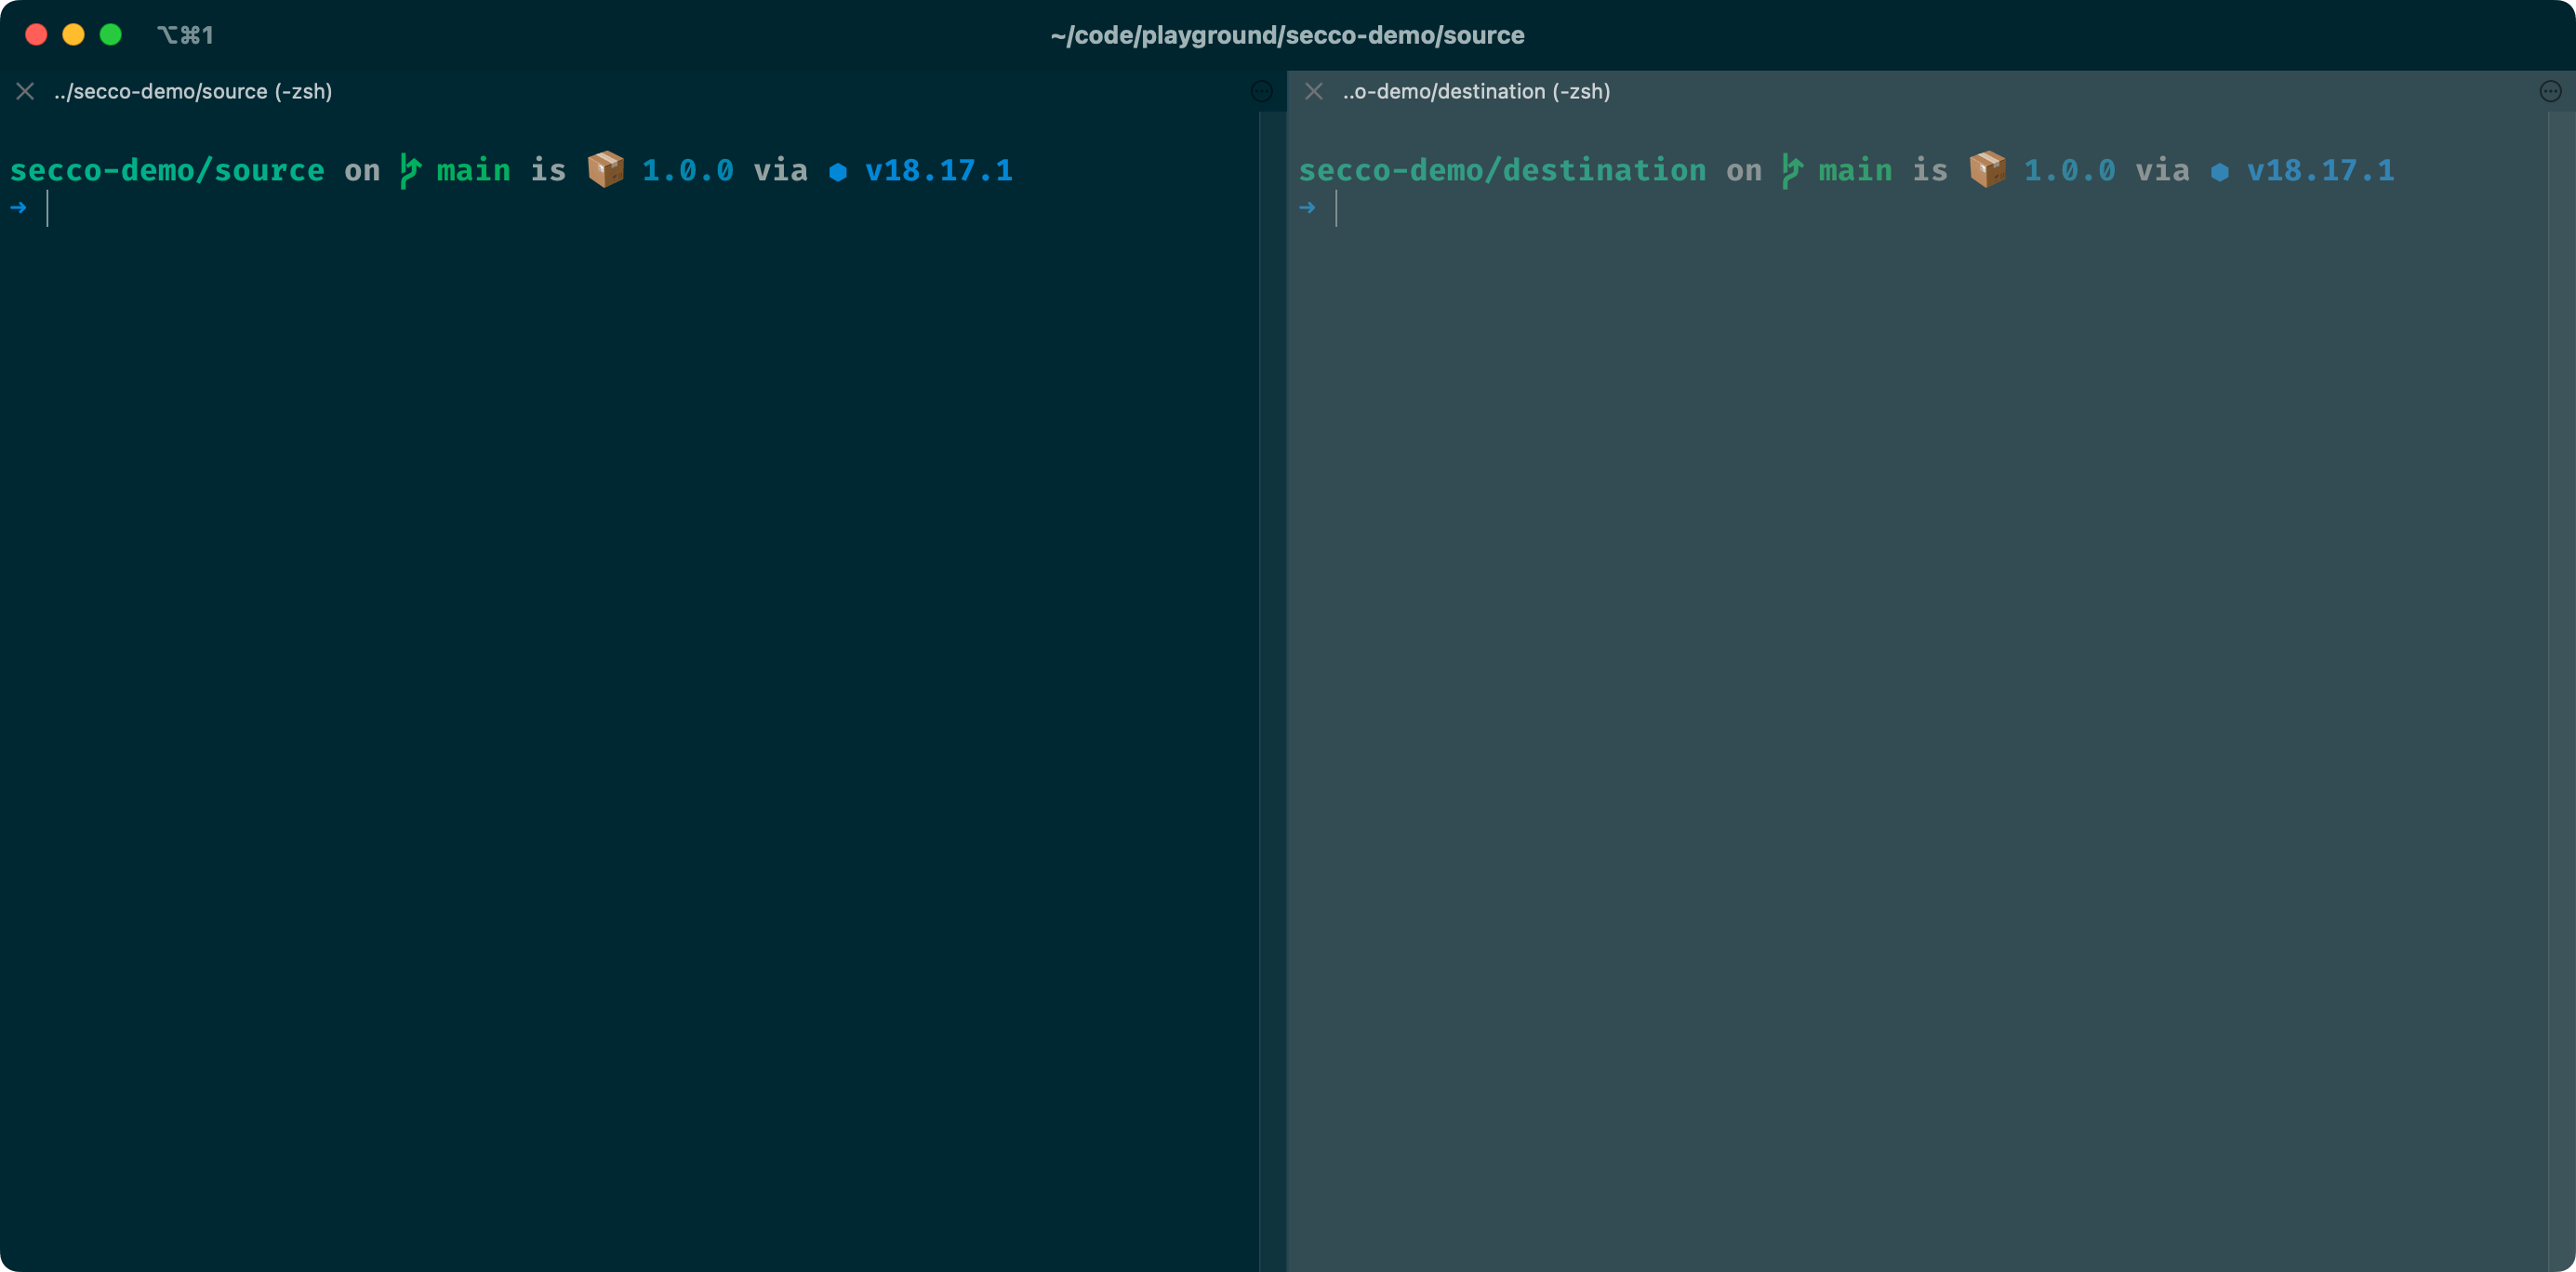 ⌥⌘1
~/code/playground/secco-demo/source
../secco-demo/source (-zsh)
secco-demo/source on main is 📦 1.0.0 via ⬢ v18.17.1
➜
..o-demo/destination (-zsh)
secco-demo/destination on main is 📦 1.0.0 via ⬢ v18.17.1
➜